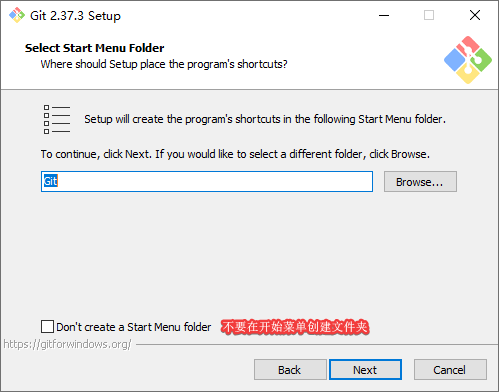 Git 2.37.3 Setup
Select Start Menu Folder
Where should Setup place the program's shortcuts?
Setup will create the program's shortcuts in the following Start Menu folder.
To continue, click Next. If you would like to select a different folder, click Browse.
Git
Browse...
Don't create a Start Menu folder 不要在开始菜单创建文件夹
https://gitforwindows.org/
Back Next Cancel